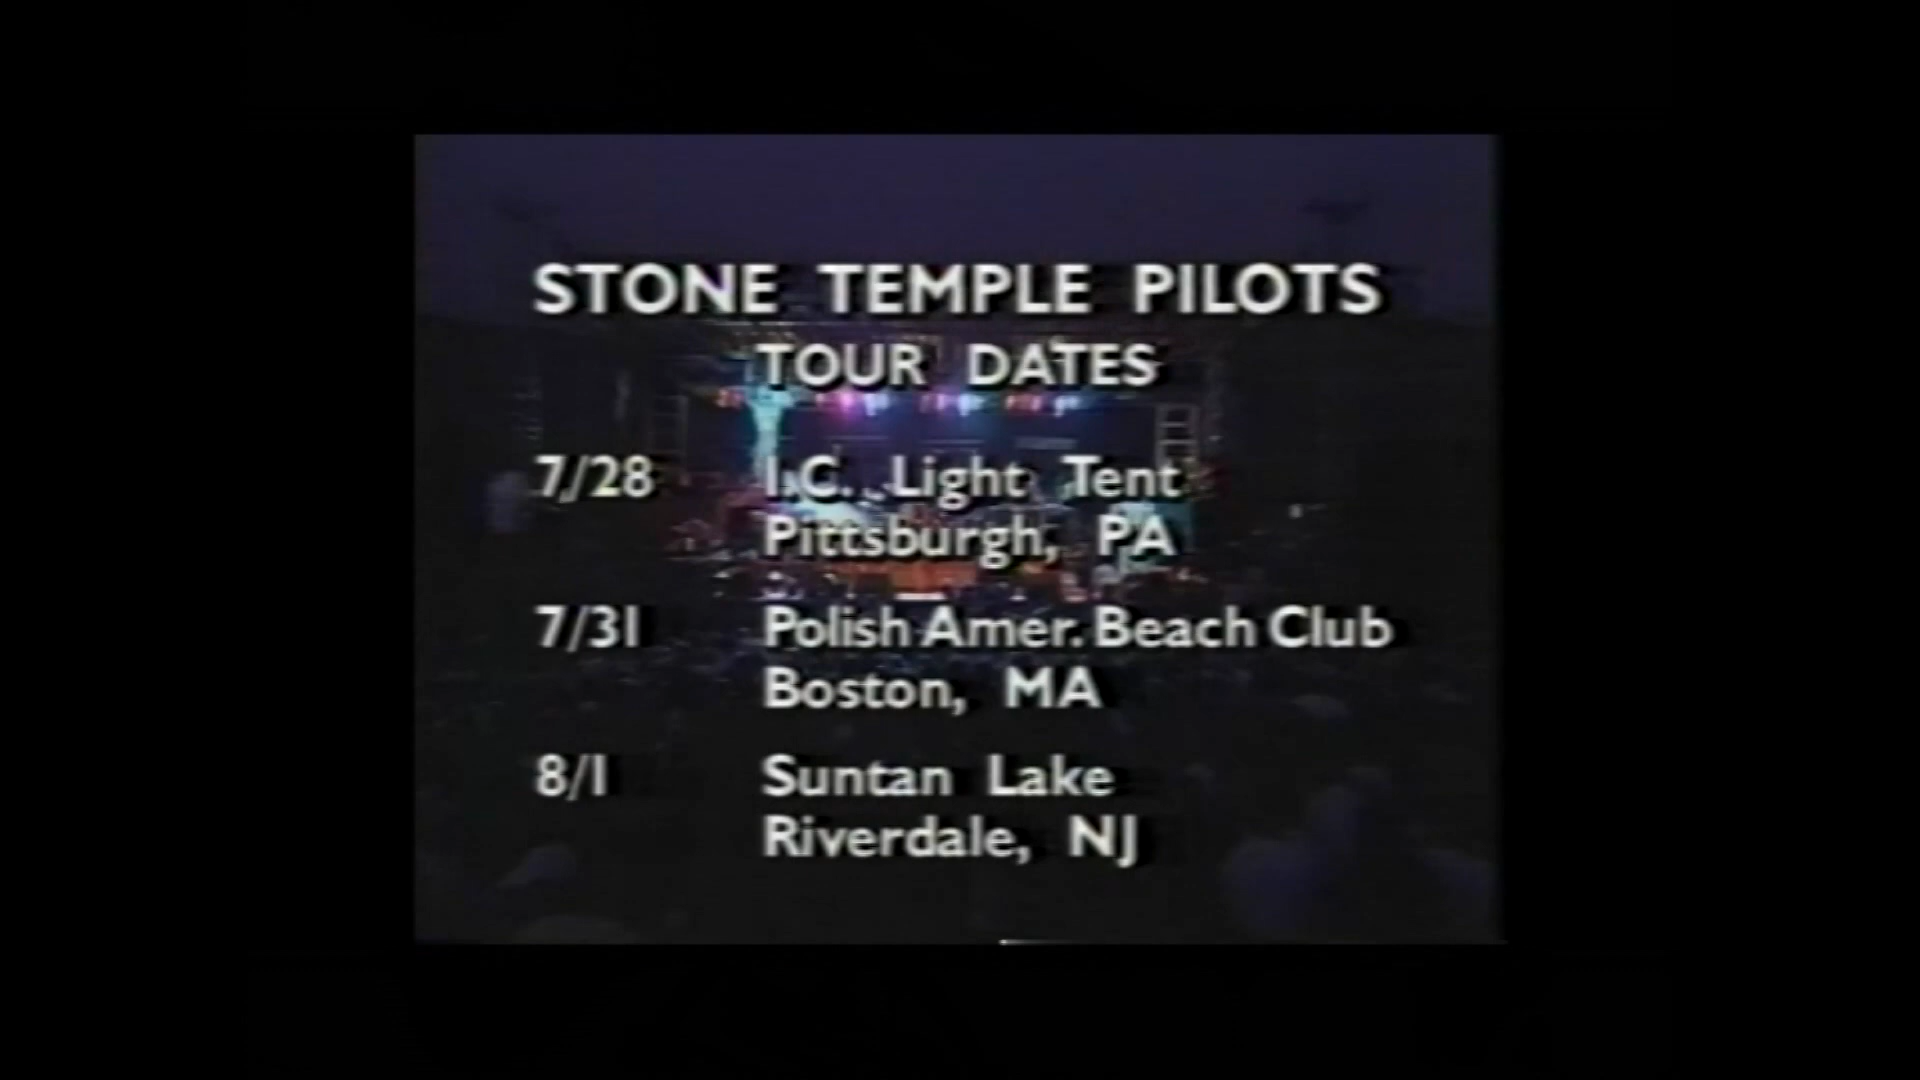 STONE TEMPLE PILOTS
TOUR DATES
7/28 I.C. Light Tent
Pittsburgh, PA
7/31 Polish Amer. Beach Club
Boston, MA
8/1 Suntan Lake
Riverdale, NJ